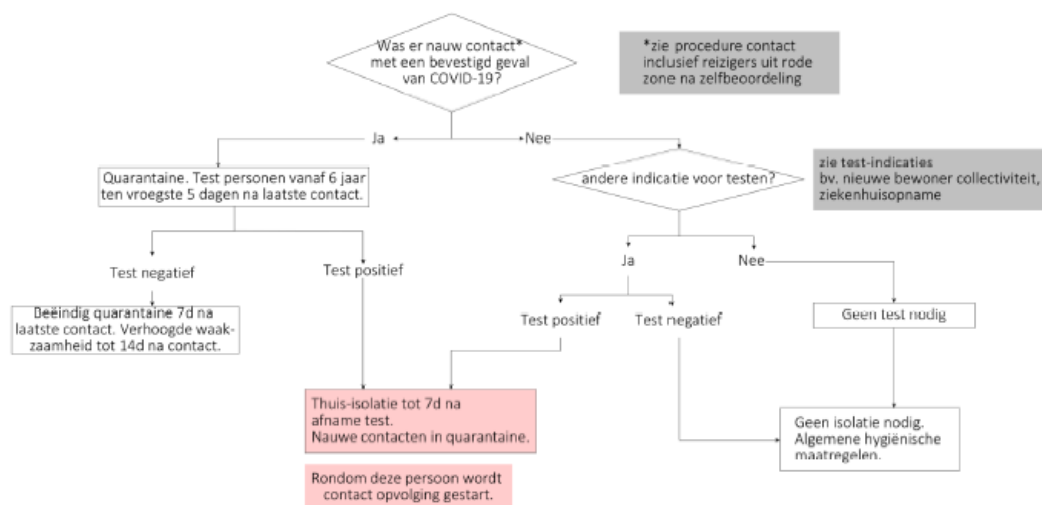 Was er nauw contact*
met een bevestigd geval
van COVID-19?
*zie procedure contact
inclusief reizigers uit rode
zone na zelfbeoordeling
Ja
Nee
Quarantaine. Test personen vanaf 6 jaar
ten vroegste 5 dagen na laatste contact.
andere indicatie voor testen?
zie test-indicaties
bv. nieuwe bewoner collectiviteit,
ziekenhuisopname
Test negatief
Test positief
Ja
Nee
Beëindig quarantaine 7d na
laatste contact. Verhoogde waak-
zaamheid tot 14d na contact.
Test positief
Test negatief
Geen test nodig
Thuis-isolatie tot 7d na
afname test.
Nauwe contacten in quarantaine.
Geen isolatie nodig.
Algemene hygiënische
maatregelen.
Rondom deze persoon wordt
contact opvolging gestart.